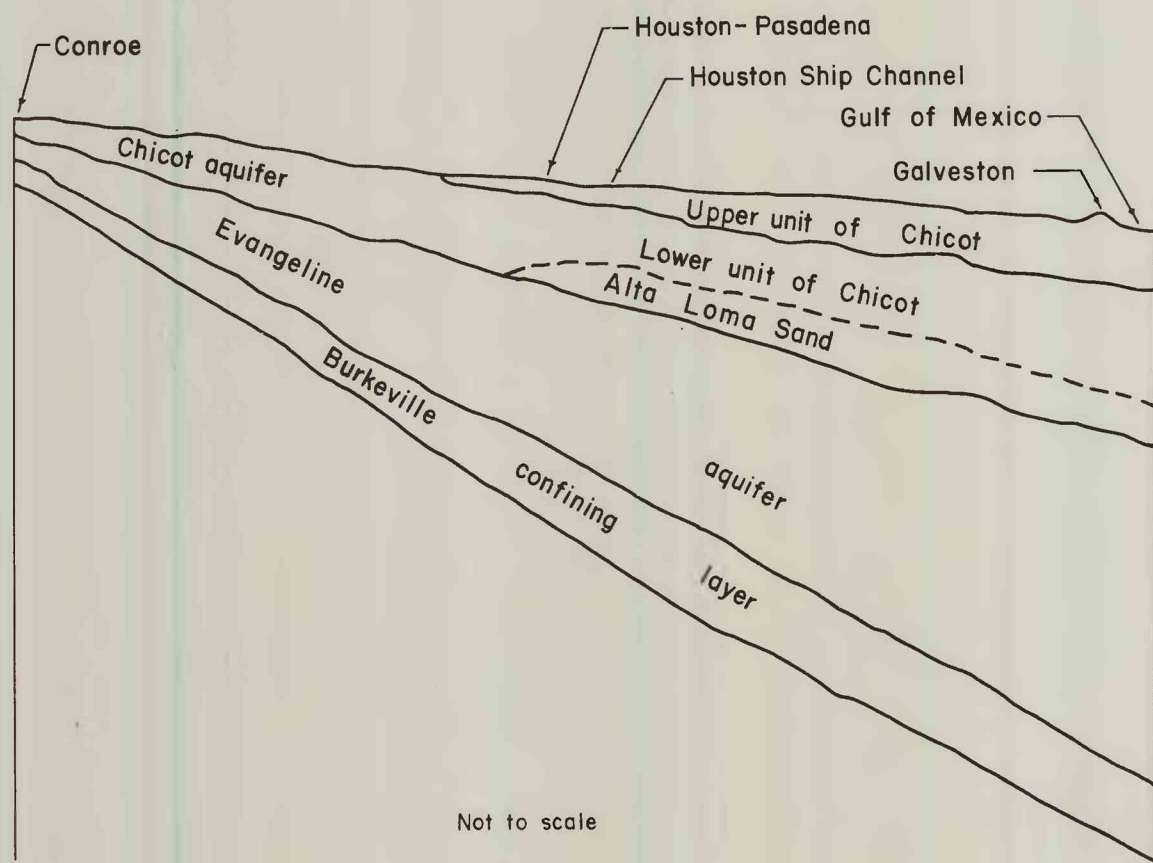 Conroe
Houston-Pasadena
Houston Ship Channel
Gulf of Mexico
Galveston
Chicot aquifer
Upper unit of Chicot
Evangeline
Lower unit of Chicot
Alta Loma Sand
Burkeville
aquifer
confining
layer
Not to scale